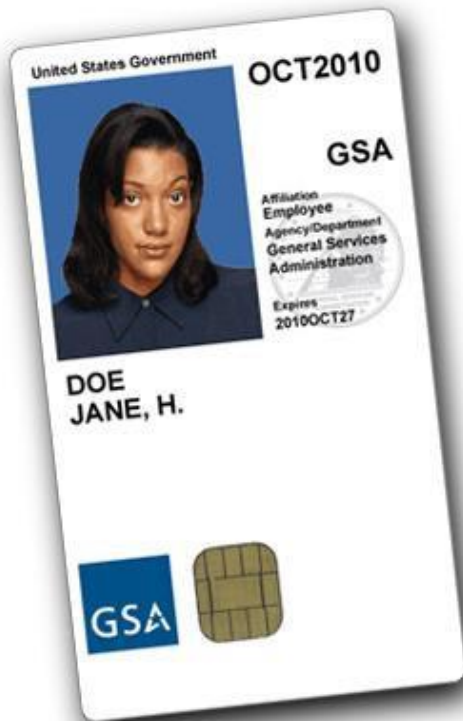 United States Government
OCT2010
GSA
Affiliation
Employee
Agency/Department
General Services
Administration
Expires
2010OCT27
DOE
JANE, H.
GSA